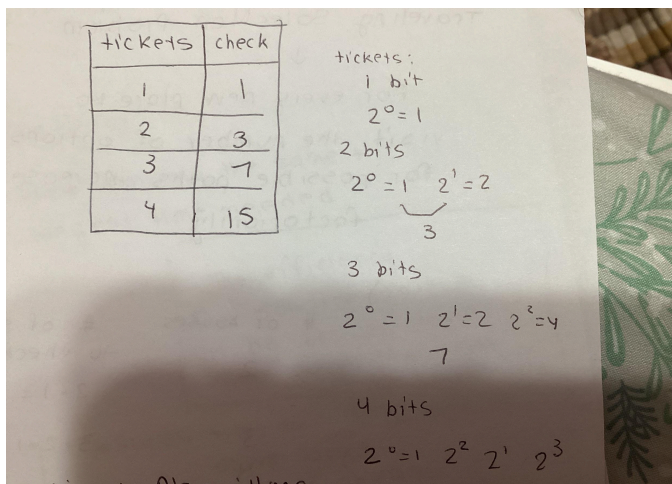 tickets check
1 1
2 3
3 7
4 15
tickets:
1 bit
2⁰ = 1
2 bits
2⁰ = 1 2¹ = 2
3
3 bits
2⁰ = 1 2¹ = 2 2² = 4
7
4 bits
2⁰ = 1 2² 2¹ 2³